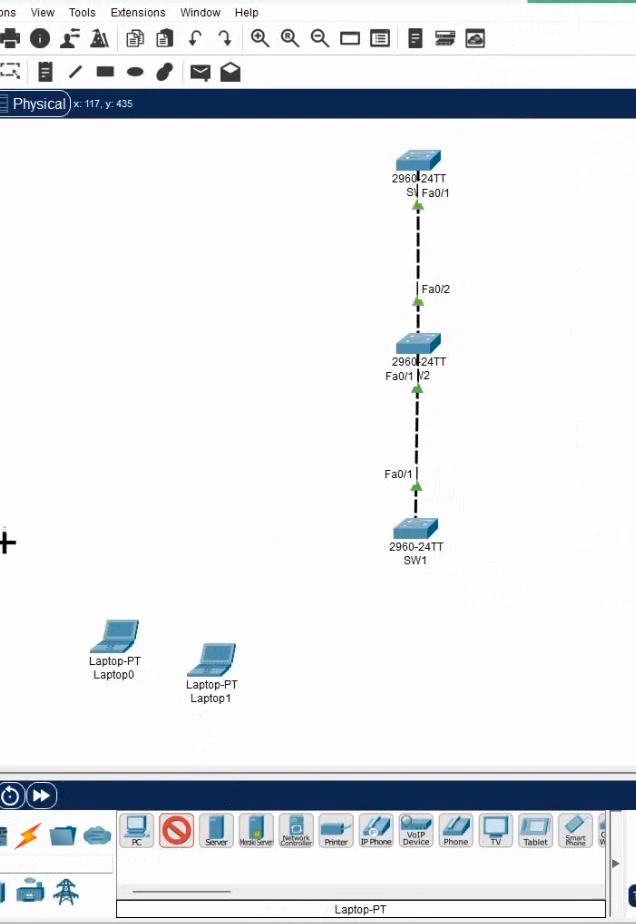 ons View Tools Extensions Window Help
Physical x: 117, y: 435
2960-24TT
Fa0/1
Fa0/2
2960-24TT
Fa0/1
Fa0/1
2960-24TT
SW1
Laptop-PT
Laptop0
Laptop-PT
Laptop1
PC Server Meraki Server Network Controller Printer IP Phone VoIP Device Phone TV Tablet Smart Phone
Laptop-PT